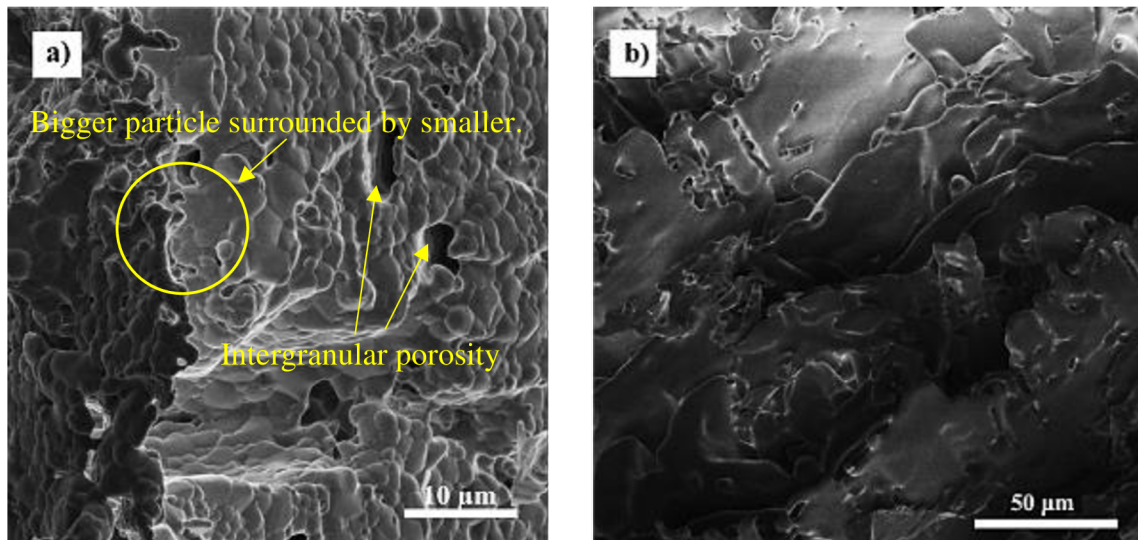 a)
Bigger particle surrounded by smaller.
Intergranular porosity
10 µm
b)
50 µm